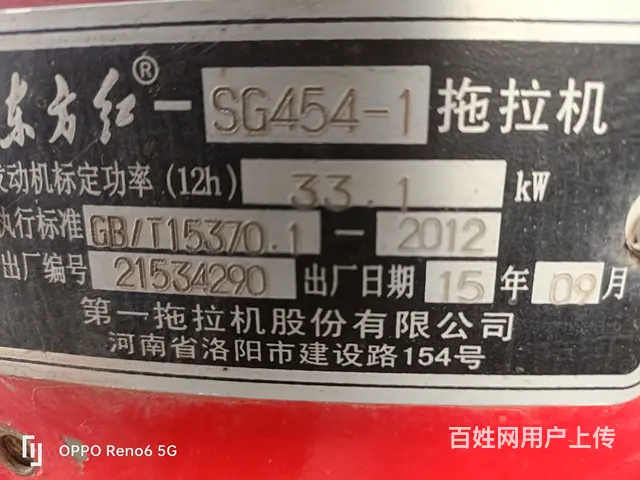 东方红®-SG454-1 拖拉机
发动机标定功率(12h) 33.1 kW
执行标准 GB/T15370.1-2012
出厂编号 21534290 出厂日期 15年 09月
第一拖拉机股份有限公司
河南省洛阳市建设路154号
百姓网用户上传
OPPO Reno6 5G